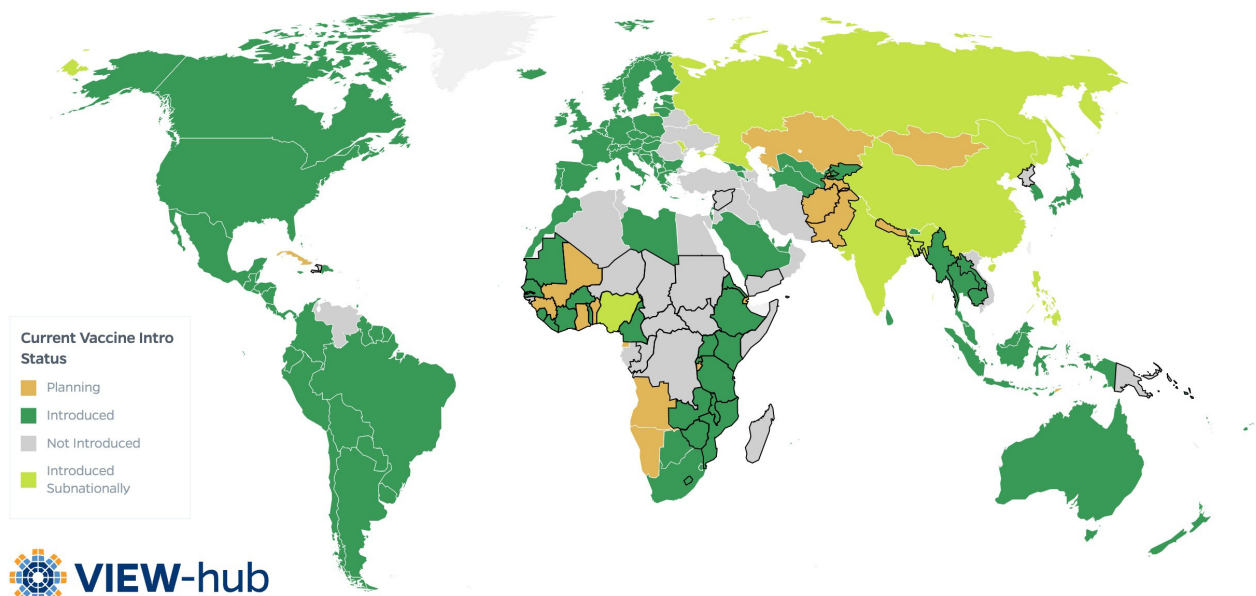 Current Vaccine Intro
Status
Planning
Introduced
Not Introduced
Introduced
Subnationally
VIEW-hub